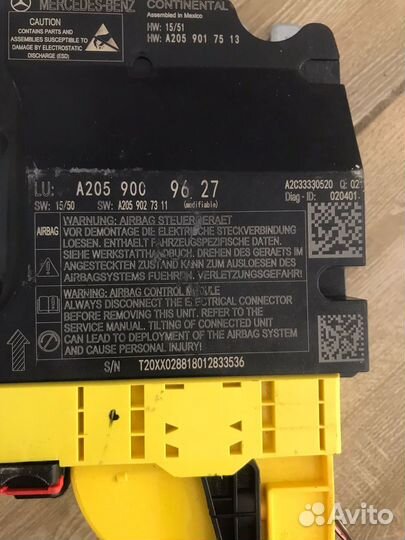 MERCEDES-BENZ
CONTINENTAL
Assembled in Mexico
HW: 15/51
HW: A205 901 75 13
CAUTION
CONTAINS PARTS AND
ASSEMBLIES SUSCEPTIBLE TO
DAMAGE BY ELECTROSTATIC
DISCHARGE (ESD)
LU: A205 900 96 27
A2C33330520 Q: 02
SW: 15/50 SW: A205 902 73 11 (modifiable)
Diag - ID: 020401
AIRBAG
WARNUNG: AIRBAG STEUERGERAET
VOR DEMONTAGE DIE ELEKTRISCHE STECKVERBINDUNG
LOESEN. ENTHAELT FAHRZEUGSPEZIFISCHE DATEN.
SIEHE WERKSTATTHANDBUCH. DREHEN DES GERAETS IM
ANGESTECKTEN ZUSTAND KANN ZUM AUSLOESEN DES
AIRBAGSYSTEMS FUEHREN. VERLETZUNGSGEFAHR!
WARNING: AIRBAG CONTROL MODULE
ALWAYS DISCONNECT THE ELECTRICAL CONNECTOR
BEFORE REMOVING THIS UNIT. REFER TO THE
SERVICE MANUAL. TILTING OF CONNECTED UNIT
CAN LEAD TO DEPLOYMENT OF THE AIRBAG SYSTEM
AND CAUSE PERSONAL INJURY!
S/N T20XX028818012833536
Avito